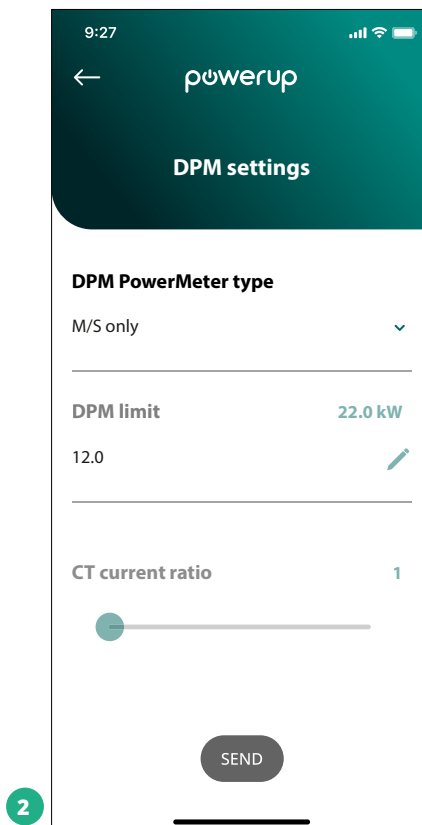 9:27
powerup
DPM settings
DPM PowerMeter type
M/S only
DPM limit 22.0 kW
12.0
CT current ratio 1
SEND
2